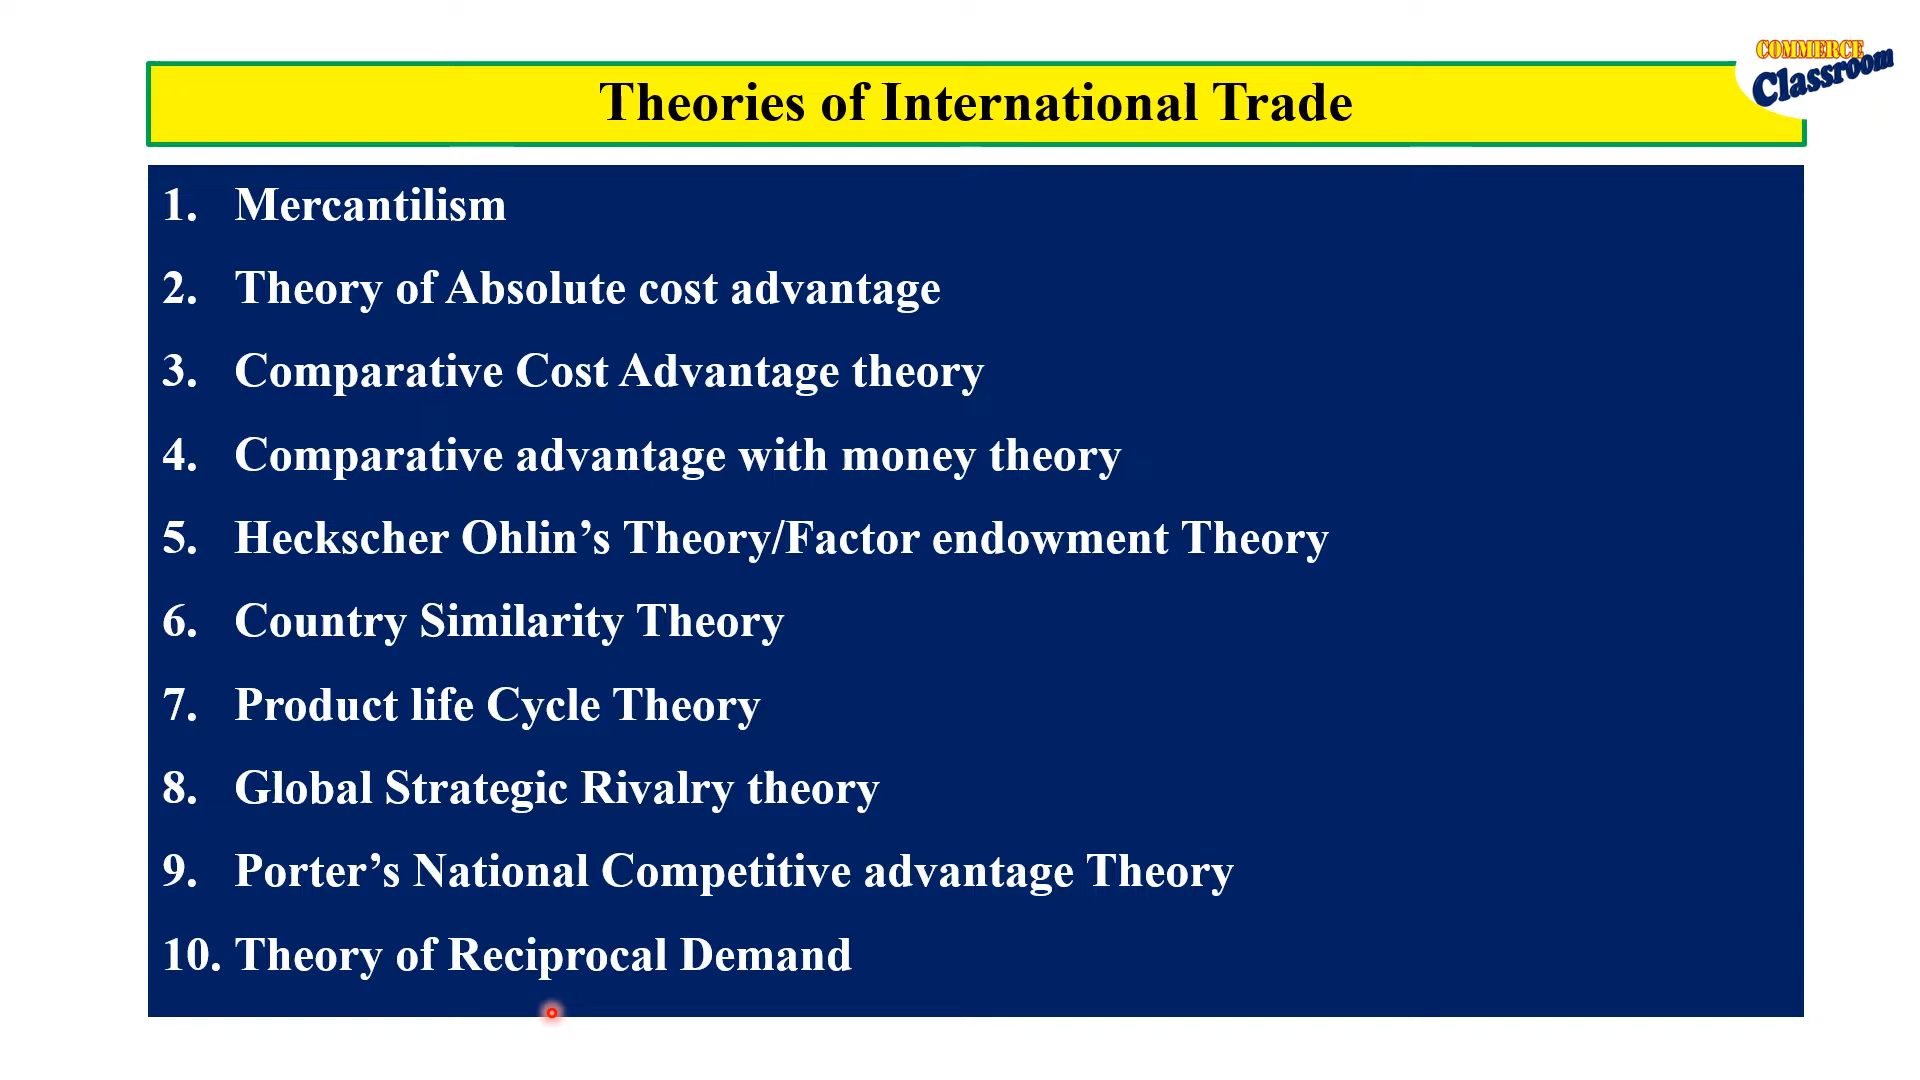 COMMERCE
Classroom
Theories of International Trade
1. Mercantilism
2. Theory of Absolute cost advantage
3. Comparative Cost Advantage theory
4. Comparative advantage with money theory
5. Heckscher Ohlin’s Theory/Factor endowment Theory
6. Country Similarity Theory
7. Product life Cycle Theory
8. Global Strategic Rivalry theory
9. Porter’s National Competitive advantage Theory
10. Theory of Reciprocal Demand